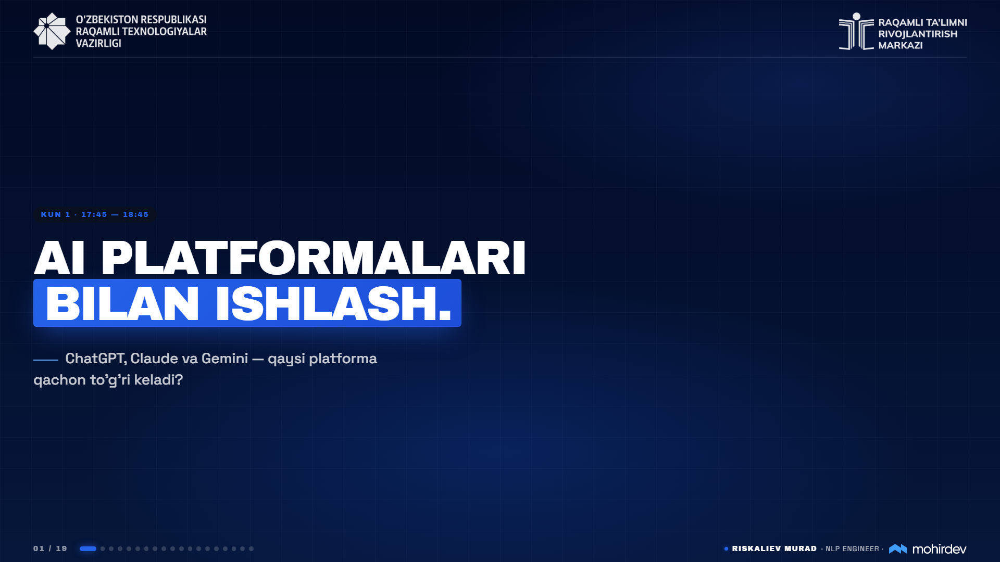 O'ZBEKISTON RESPUBLIKASI
RAQAMLI TEXNOLOGIYALAR
VAZIRLIGI
RAQAMLI TA’LIMNI
RIVOJLANTIRISH
MARKAZI
KUN 1 · 17:45 — 18:45
AI PLATFORMALARI
BILAN ISHLASH.
ChatGPT, Claude va Gemini — qaysi platforma
qachon to’g’ri keladi?
01 / 19
RISKALIEV MURAD · NLP ENGINEER · mohirdev